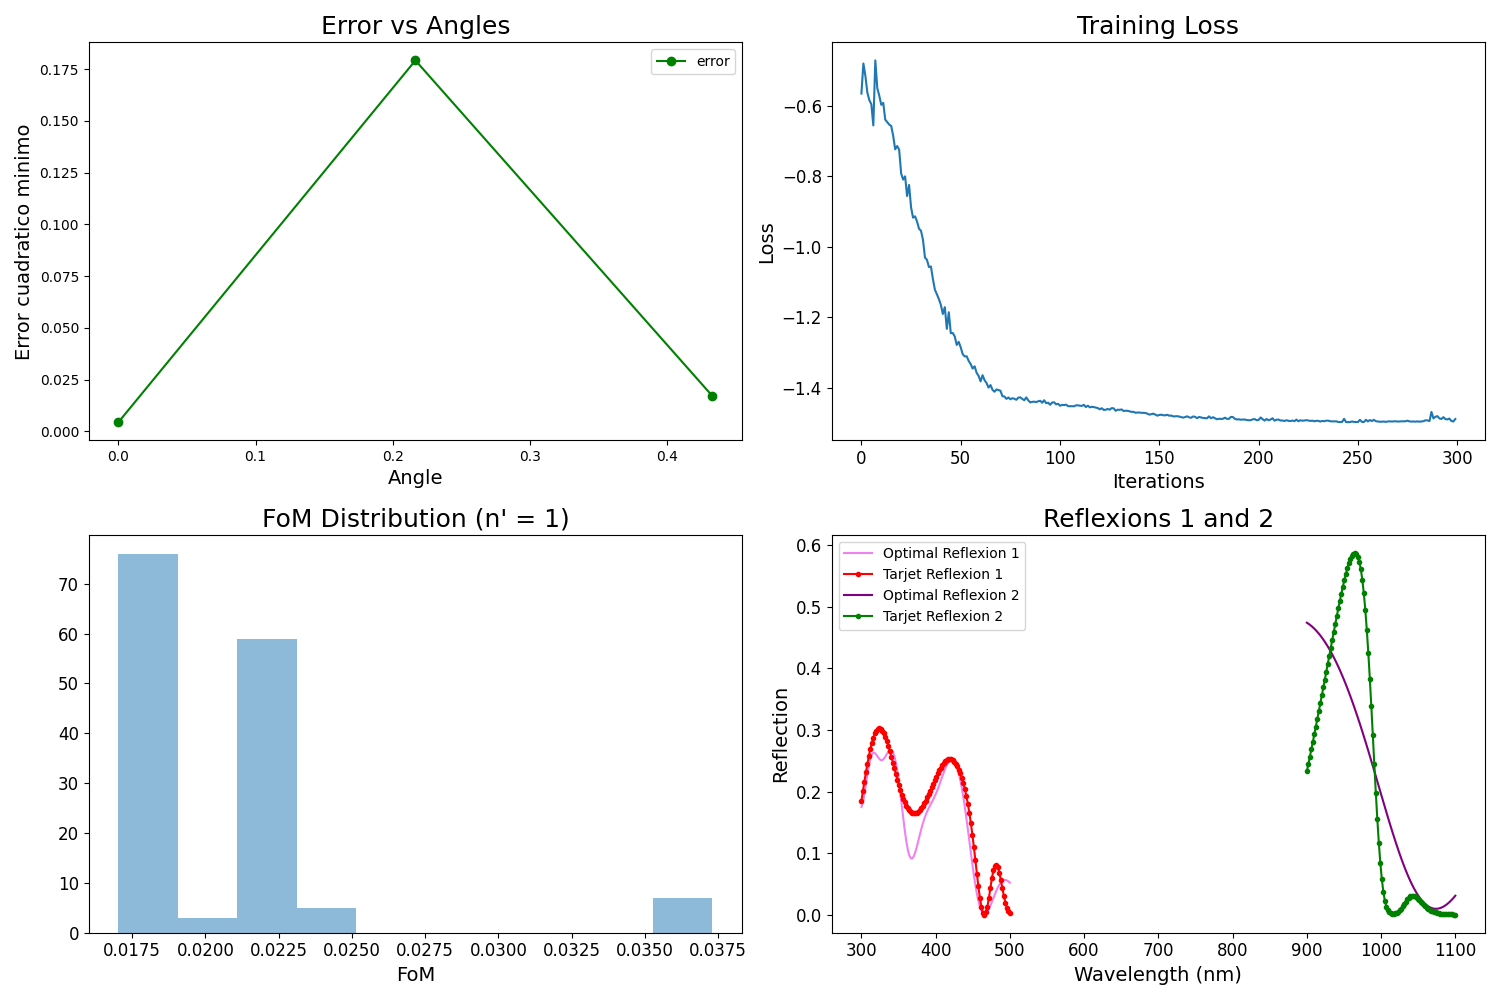 Error vs Angles
error
0.175
0.150
0.125
0.100
0.075
0.050
0.025
0.000
Error cuadratico minimo
0.0 0.1 0.2 0.3 0.4
Angle
Training Loss
−0.6
−0.8
−1.0
−1.2
−1.4
Loss
0 50 100 150 200 250 300
Iterations
FoM Distribution (n' = 1)
70
60
50
40
30
20
10
0
0.0175 0.0200 0.0225 0.0250 0.0275 0.0300 0.0325 0.0350 0.0375
FoM
Reflexions 1 and 2
Optimal Reflexion 1
Tarjet Reflexion 1
Optimal Reflexion 2
Tarjet Reflexion 2
0.6
0.5
0.4
0.3
0.2
0.1
0.0
Reflection
300 400 500 600 700 800 900 1000 1100
Wavelength (nm)